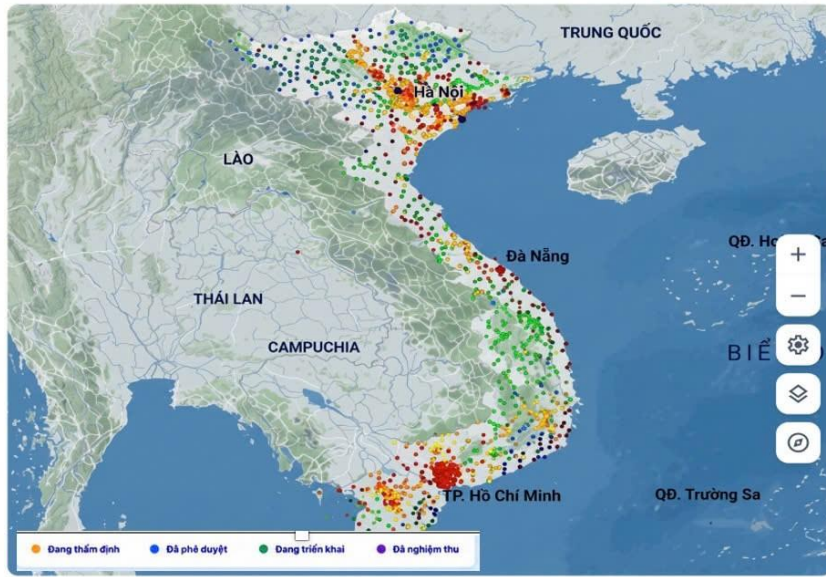 TRUNG QUỐC
Hà Nội
LÀO
Đà Nẵng
THÁI LAN
CAMPUCHIA
TP. Hồ Chí Minh
QĐ. Trường Sa
Đang thẩm định
Đã phê duyệt
Đang triển khai
Đã nghiệm thu